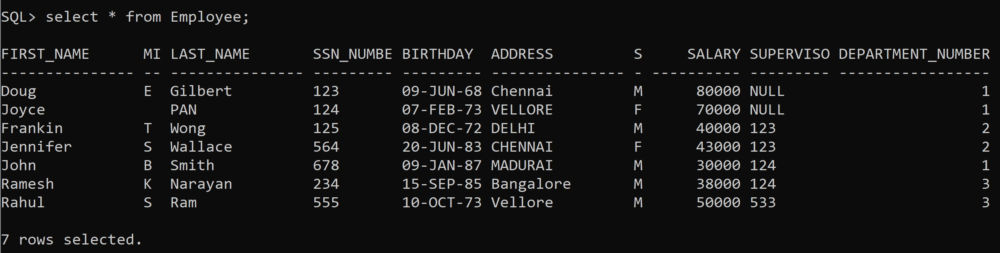 SQL> select * from Employee;
FIRST_NAME      MI LAST_NAME       SSN_NUMBE BIRTHDAY  ADDRESS         S     SALARY SUPERVISO DEPARTMENT_NUMBER
--------------- -- --------------- --------- --------- --------------- - ---------- --------- -----------------
Doug            E  Gilbert         123       09-JUN-68 Chennai         M      80000 NULL                      1
Joyce              PAN             124       07-FEB-73 VELLORE         F      70000 NULL                      1
Frankin         T  Wong            125       08-DEC-72 DELHI           M      40000 123                       2
Jennifer        S  Wallace         564       20-JUN-83 CHENNAI         F      43000 123                       2
John            B  Smith           678       09-JAN-87 MADURAI         M      30000 124                       1
Ramesh          K  Narayan         234       15-SEP-85 Bangalore       M      38000 124                       3
Rahul           S  Ram             555       10-OCT-73 Vellore         M      50000 533                       3
7 rows selected.